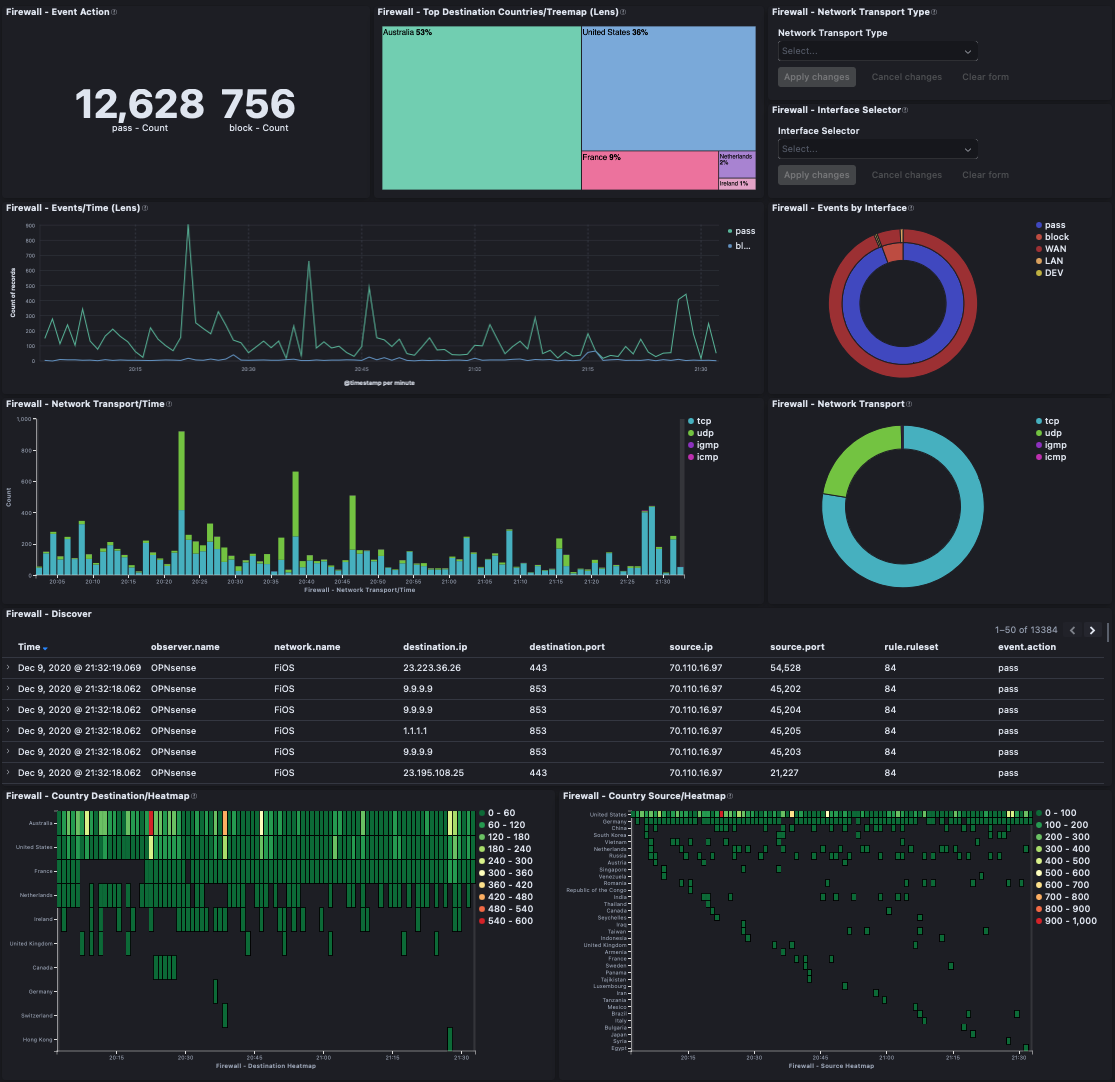 Firewall - Event Action
12,628 756
pass - Count block - Count
Firewall - Top Destination Countries/Treemap (Lens)
Australia 53%
United States 36%
France 9%
Netherlands 2%
Ireland 1%
Firewall - Network Transport Type
Network Transport Type
Select...
Apply changes Cancel changes Clear form
Firewall - Interface Selector
Interface Selector
Select...
Apply changes Cancel changes Clear form
Firewall - Events/Time (Lens)
Count of records
900
800
700
600
500
400
300
200
100
0
20:15 20:30 20:45 21:00 21:15 21:30
@timestamp per minute
pass
bl...
Firewall - Events by Interface
pass
block
WAN
LAN
DEV
Firewall - Network Transport/Time
Count
1,000
800
600
400
200
0
20:05 20:10 20:15 20:20 20:25 20:30 20:35 20:40 20:45 20:50 20:55 21:00 21:05 21:10 21:15 21:20 21:25 21:30
Firewall - Network Transport/Time
tcp
udp
igmp
icmp
Firewall - Network Transport
tcp
udp
igmp
icmp
Firewall - Discover
1–50 of 13384
Time observer.name network.name destination.ip destination.port source.ip source.port rule.ruleset event.action
Dec 9, 2020 @ 21:32:19.069 OPNsense FiOS 23.223.36.26 443 70.110.16.97 54,528 84 pass
Dec 9, 2020 @ 21:32:18.062 OPNsense FiOS 9.9.9.9 853 70.110.16.97 45,202 84 pass
Dec 9, 2020 @ 21:32:18.062 OPNsense FiOS 9.9.9.9 853 70.110.16.97 45,204 84 pass
Dec 9, 2020 @ 21:32:18.062 OPNsense FiOS 1.1.1.1 853 70.110.16.97 45,205 84 pass
Dec 9, 2020 @ 21:32:18.062 OPNsense FiOS 9.9.9.9 853 70.110.16.97 45,203 84 pass
Dec 9, 2020 @ 21:32:18.062 OPNsense FiOS 23.195.108.25 443 70.110.16.97 21,227 84 pass
Firewall - Country Destination/Heatmap
Australia
United States
France
Netherlands
Ireland
United Kingdom
Canada
Germany
Switzerland
Hong Kong
20:15 20:30 20:45 21:00 21:15 21:30
Firewall - Destination Heatmap
0 - 60
60 - 120
120 - 180
180 - 240
240 - 300
300 - 360
360 - 420
420 - 480
480 - 540
540 - 600
Firewall - Country Source/Heatmap
United States
Germany
China
South Korea
Vietnam
Netherlands
Russia
Austria
Singapore
Venezuela
Romania
Republic of the Congo
India
Thailand
Canada
Seychelles
Iraq
Taiwan
Indonesia
United Kingdom
Armenia
France
Sweden
Panama
Tajikistan
Luxembourg
Iran
Tanzania
Mexico
Brazil
Italy
Bulgaria
Japan
Syria
Egypt
20:15 20:30 20:45 21:00 21:15 21:30
Firewall - Source Heatmap
0 - 100
100 - 200
200 - 300
300 - 400
400 - 500
500 - 600
600 - 700
700 - 800
800 - 900
900 - 1,000